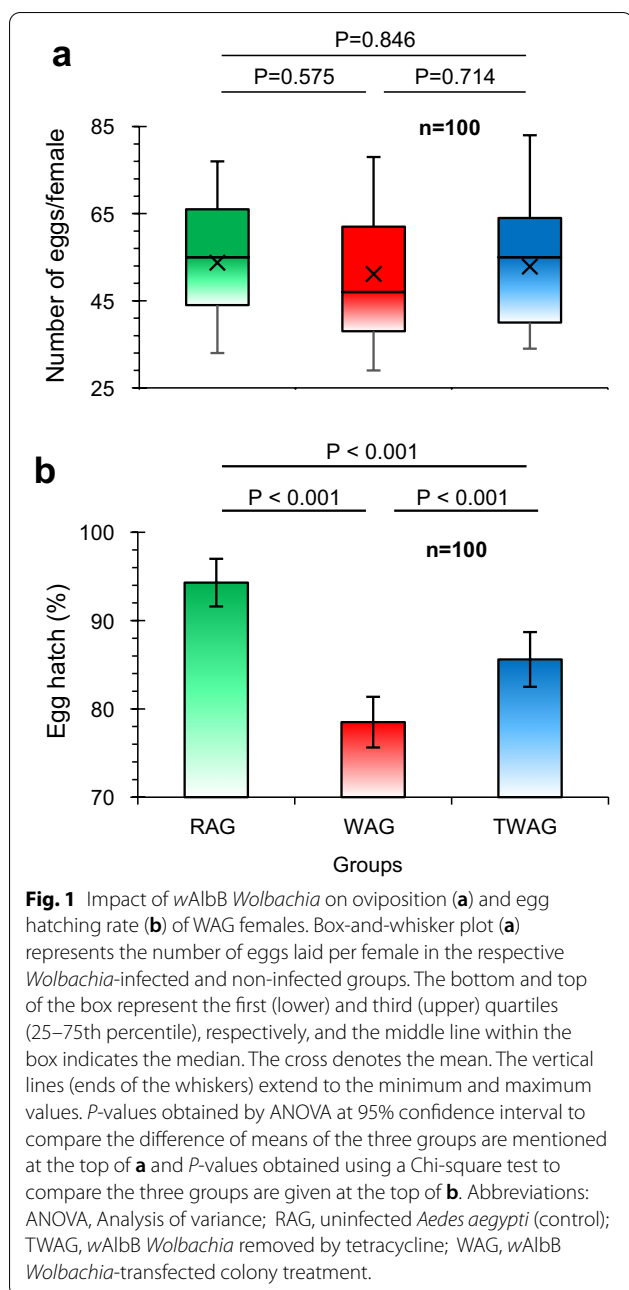 a
P=0.846
P=0.575 P=0.714
n=100
Number of eggs/female
85
65
45
25
b
P < 0.001
P < 0.001 P < 0.001
n=100
Egg hatch (%)
100
90
80
70
RAG WAG TWAG
Groups
Fig. 1 Impact of wAlbB Wolbachia on oviposition (a) and egg
hatching rate (b) of WAG females. Box-and-whisker plot (a)
represents the number of eggs laid per female in the respective
Wolbachia-infected and non-infected groups. The bottom and top
of the box represent the first (lower) and third (upper) quartiles
(25–75th percentile), respectively, and the middle line within the
box indicates the median. The cross denotes the mean. The vertical
lines (ends of the whiskers) extend to the minimum and maximum
values. P-values obtained by ANOVA at 95% confidence interval to
compare the difference of means of the three groups are mentioned
at the top of a and P-values obtained using a Chi-square test to
compare the three groups are given at the top of b. Abbreviations:
ANOVA, Analysis of variance; RAG, uninfected Aedes aegypti (control);
TWAG, wAlbB Wolbachia removed by tetracycline; WAG, wAlbB
Wolbachia-transfected colony treatment.